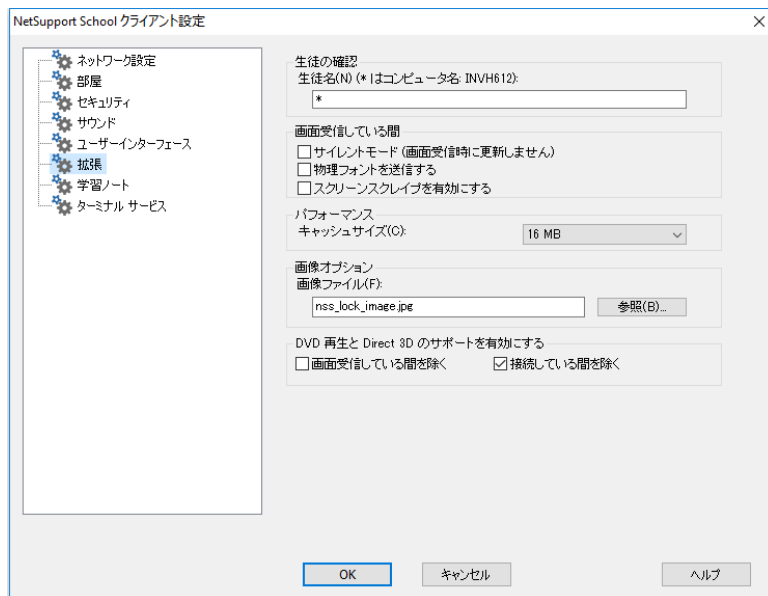 NetSupport School クライアント設定
ネットワーク設定
部屋
セキュリティ
サウンド
ユーザーインターフェース
拡張
学習ノート
ターミナル サービス
生徒の確認
生徒名(N) (* はコンピュータ名: INVH612):
*
画面受信している間
サイレントモード (画面受信時に更新しません)
物理フォントを送信する
スクリーンスクレイプを有効にする
パフォーマンス
キャッシュサイズ(C):
16 MB
画像オプション
画像ファイル(F):
nss_lock_image.jpg
参照(B)...
DVD 再生と Direct 3D のサポートを有効にする
画面受信している間を除く
接続している間を除く
OK
キャンセル
ヘルプ